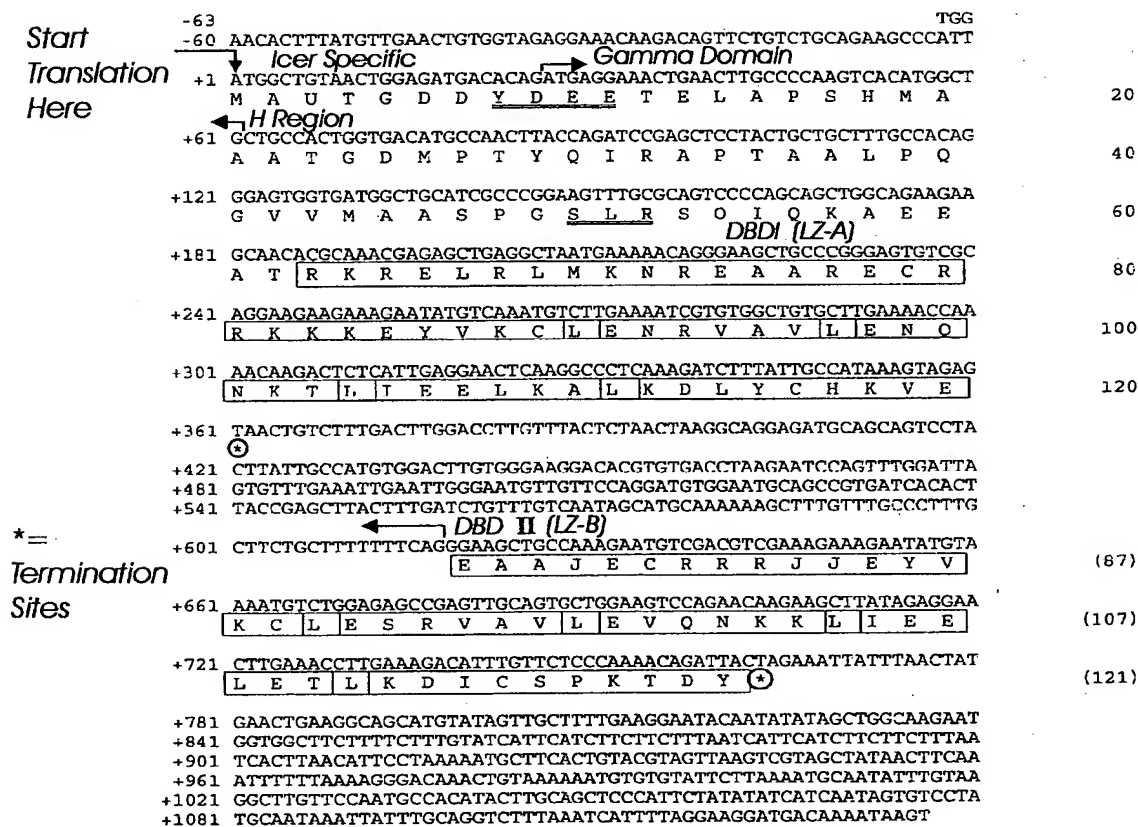 -63 TGG
-60 AACACTTTATGTTGAACTGTGGTAGAGGAAACAAGACAGTTCTGTCTGCAGAAGCCCATT
Start Translation Here
Icer Specific
Gamma Domain
+1 ATGGCTGTAACTGGAGATGACACAGATGAGGAAACTGAACTTGCCCCAAGTCACATGGCT
M A U T G D D Y D E E T E L A P S H M A 20
H Region
+61 GCTGCCACTGGTGACATGCCAACTTACCAGATCCGAGCTCCTACTGCTGCTTTGCCACAG
A A T G D M P T Y Q I R A P T A A L P Q 40
+121 GGAGTGGTGATGGCTGCATCGCCCGGAAGTTTGCGCAGTCCCCAGCAGCTGGCAGAAGAA
G V V M A A S P G S L R S O I Q K A E E 60
DBDI (LZ-A)
+181 GCAACACGCAAACGAGAGCTGAGGCTAATGAAAAACAGGGAAGCTGCCCGGGAGTGTCGC
A T R K R E L R L M K N R E A A R E C R 80
+241 AGGAAGAAGAAAGAATATGTCAAATGTCTTGAAAATCGTGTGGCTGTGCTTGAAAACCAA
R K K K E Y V K C L E N R V A V L E N Q 100
+301 AACAAGACTCTCATTGAGGAACTCAAGGCCCTCAAAGATCTTTATTGCCATAAAGTAGAG
N K T L I E E L K A L K D L Y C H K V E 120
+361 TAACTGTCTTTGACTTGGACCTTGTTTACTCTAACTAAGGCAGGAGATGCAGCAGTCCTA
*
+421 CTTATTGCCATGTGGACTTGTGGGAAGGACACGTGTGACCTAAGAATCCAGTTTGGATTA
+481 GTGTTTGAAATTGAATTGGGAATGTTGTTCCAGGATGTGGAATGCAGCCGTGATCACACT
+541 TACCGAGCTTACTTTGATCTGTTTGTCAATAGCATGCAAAAAAGCTTTGTTTGCCCTTTG
DBD II (LZ-B)
+601 CTTCTGCTTTTTTTCAGGGAAGCTGCCAAAGAATGTCGACGTCGAAAGAAAGAATATGTA
E A A J E C R R R J J E Y V (87)
*= Termination Sites
+661 AAATGTCTGGAGAGCCGAGTTGCAGTGCTGGAAGTCCAGAACAAGAAGCTTATAGAGGAA
K C L E S R V A V L E V Q N K K L I E E (107)
+721 CTTGAAACCTTGAAAGACATTTGTTCTCCCAAAACAGATTACTAGAAATTATTTAACTAT
L E T L K D I C S P K T D Y * (121)
+781 GAACTGAAGGCAGCATGTATAGTTGCTTTTGAAGGAATACAATATATAGCTGGCAAGAAT
+841 GGTGGCTTCTTTTCTTTGTATCATTCATCTTCTTCTTTAATCATTCATCTTCTTCTTTAA
+901 TCACTTAACATTCCTAAAAATGCTTCACTGTACGTAGTTAAGTCGTAGCTATAACTTCAA
+961 ATTTTTTAAAAGGGACAAACTGTAAAAAATGTGTGTATTCTTAAAATGCAATATTTGTAA
+1021 GGCTTGTTCCAATGCCACATACTTGCAGCTCCCATTCTATATATCATCAATAGTGTCCTA
+1081 TGCAATAAATTATTTGCAGGTCTTTAAATCATTTTAGGAAGGATGACAAAATAAGT